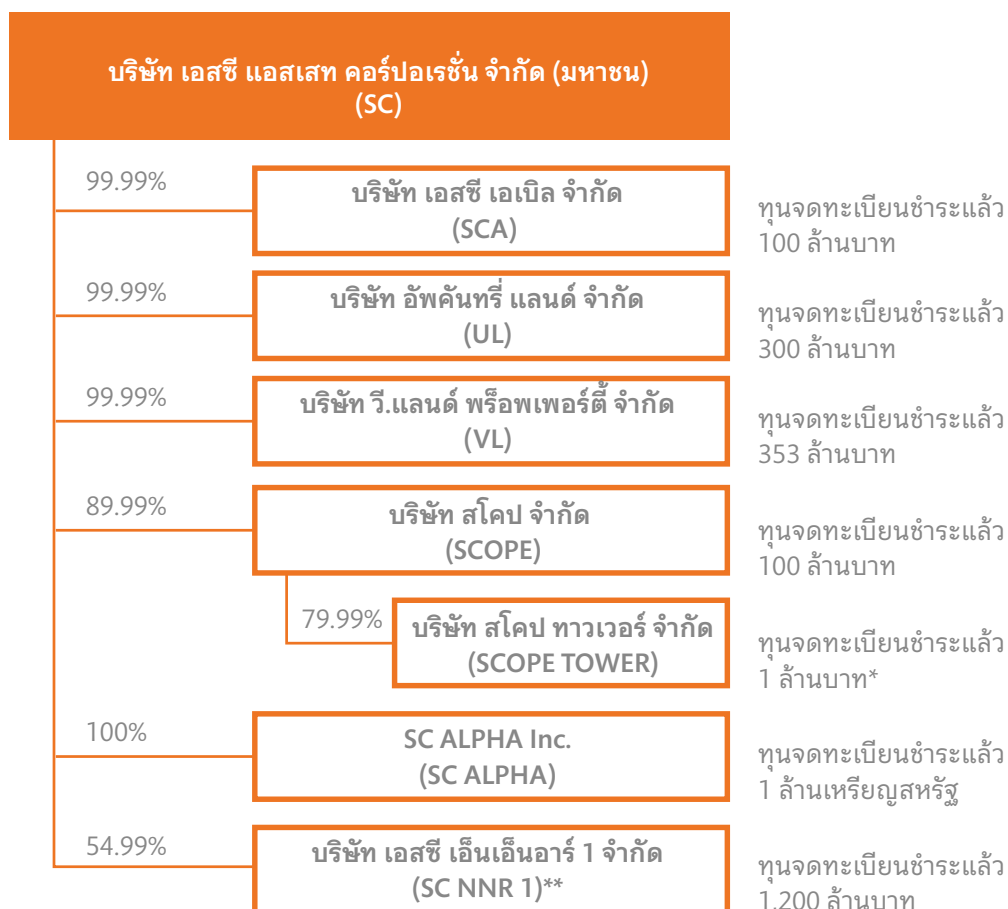 บริษัท เอสซี แอสเสท คอร์ปอเรชั่น จำกัด (มหาชน)
(SC)
99.99%
บริษัท เอสซี เอเบิล จำกัด
(SCA)
ทุนจดทะเบียนชำระแล้ว
100 ล้านบาท
99.99%
บริษัท อัพคันทรี่ แลนด์ จำกัด
(UL)
ทุนจดทะเบียนชำระแล้ว
300 ล้านบาท
99.99%
บริษัท วี.แลนด์ พร็อพเพอร์ตี้ จำกัด
(VL)
ทุนจดทะเบียนชำระแล้ว
353 ล้านบาท
89.99%
บริษัท สโคป จำกัด
(SCOPE)
ทุนจดทะเบียนชำระแล้ว
100 ล้านบาท
79.99%
บริษัท สโคป ทาวเวอร์ จำกัด
(SCOPE TOWER)
ทุนจดทะเบียนชำระแล้ว
1 ล้านบาท*
100%
SC ALPHA Inc.
(SC ALPHA)
ทุนจดทะเบียนชำระแล้ว
1 ล้านเหรียญสหรัฐ
54.99%
บริษัท เอสซี เอ็นเอ็นอาร์ 1 จำกัด
(SC NNR 1)**
ทุนจดทะเบียนชำระแล้ว
1,200 ล้านบาท